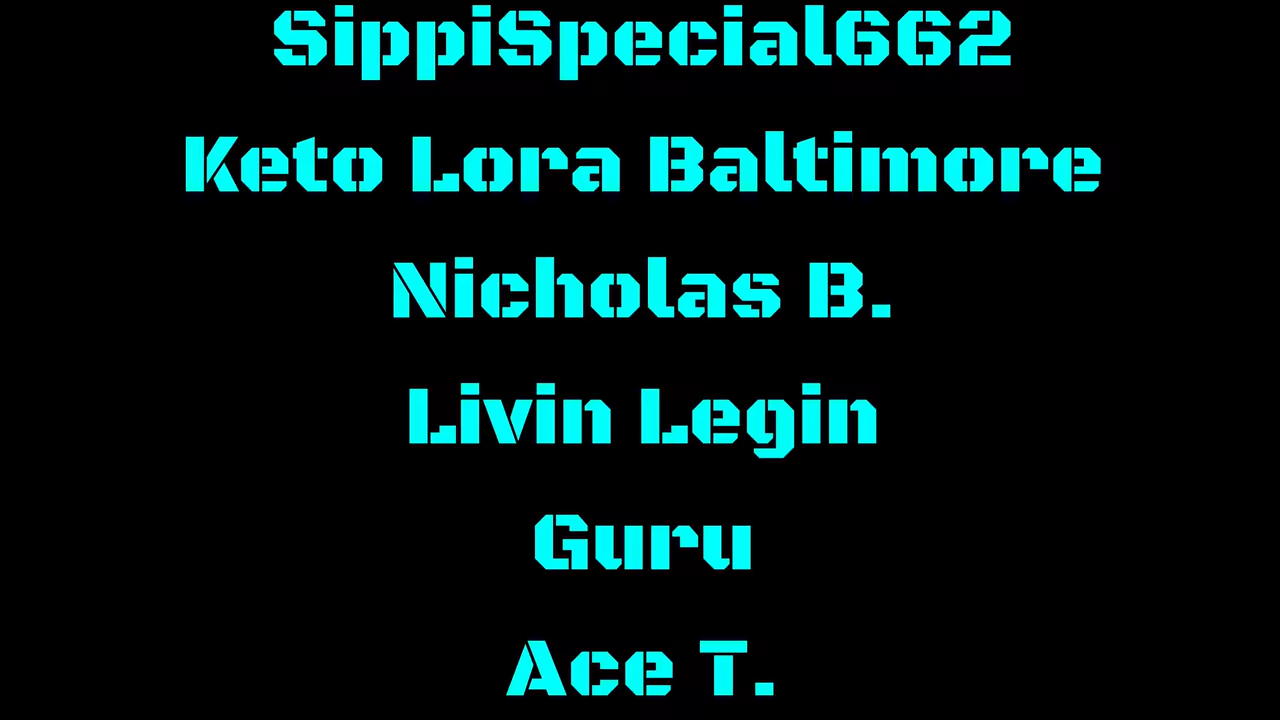 SippiSpecial662
Keto Lora Baltimore
Nicholas B.
Livin Legin
Guru
Ace T.